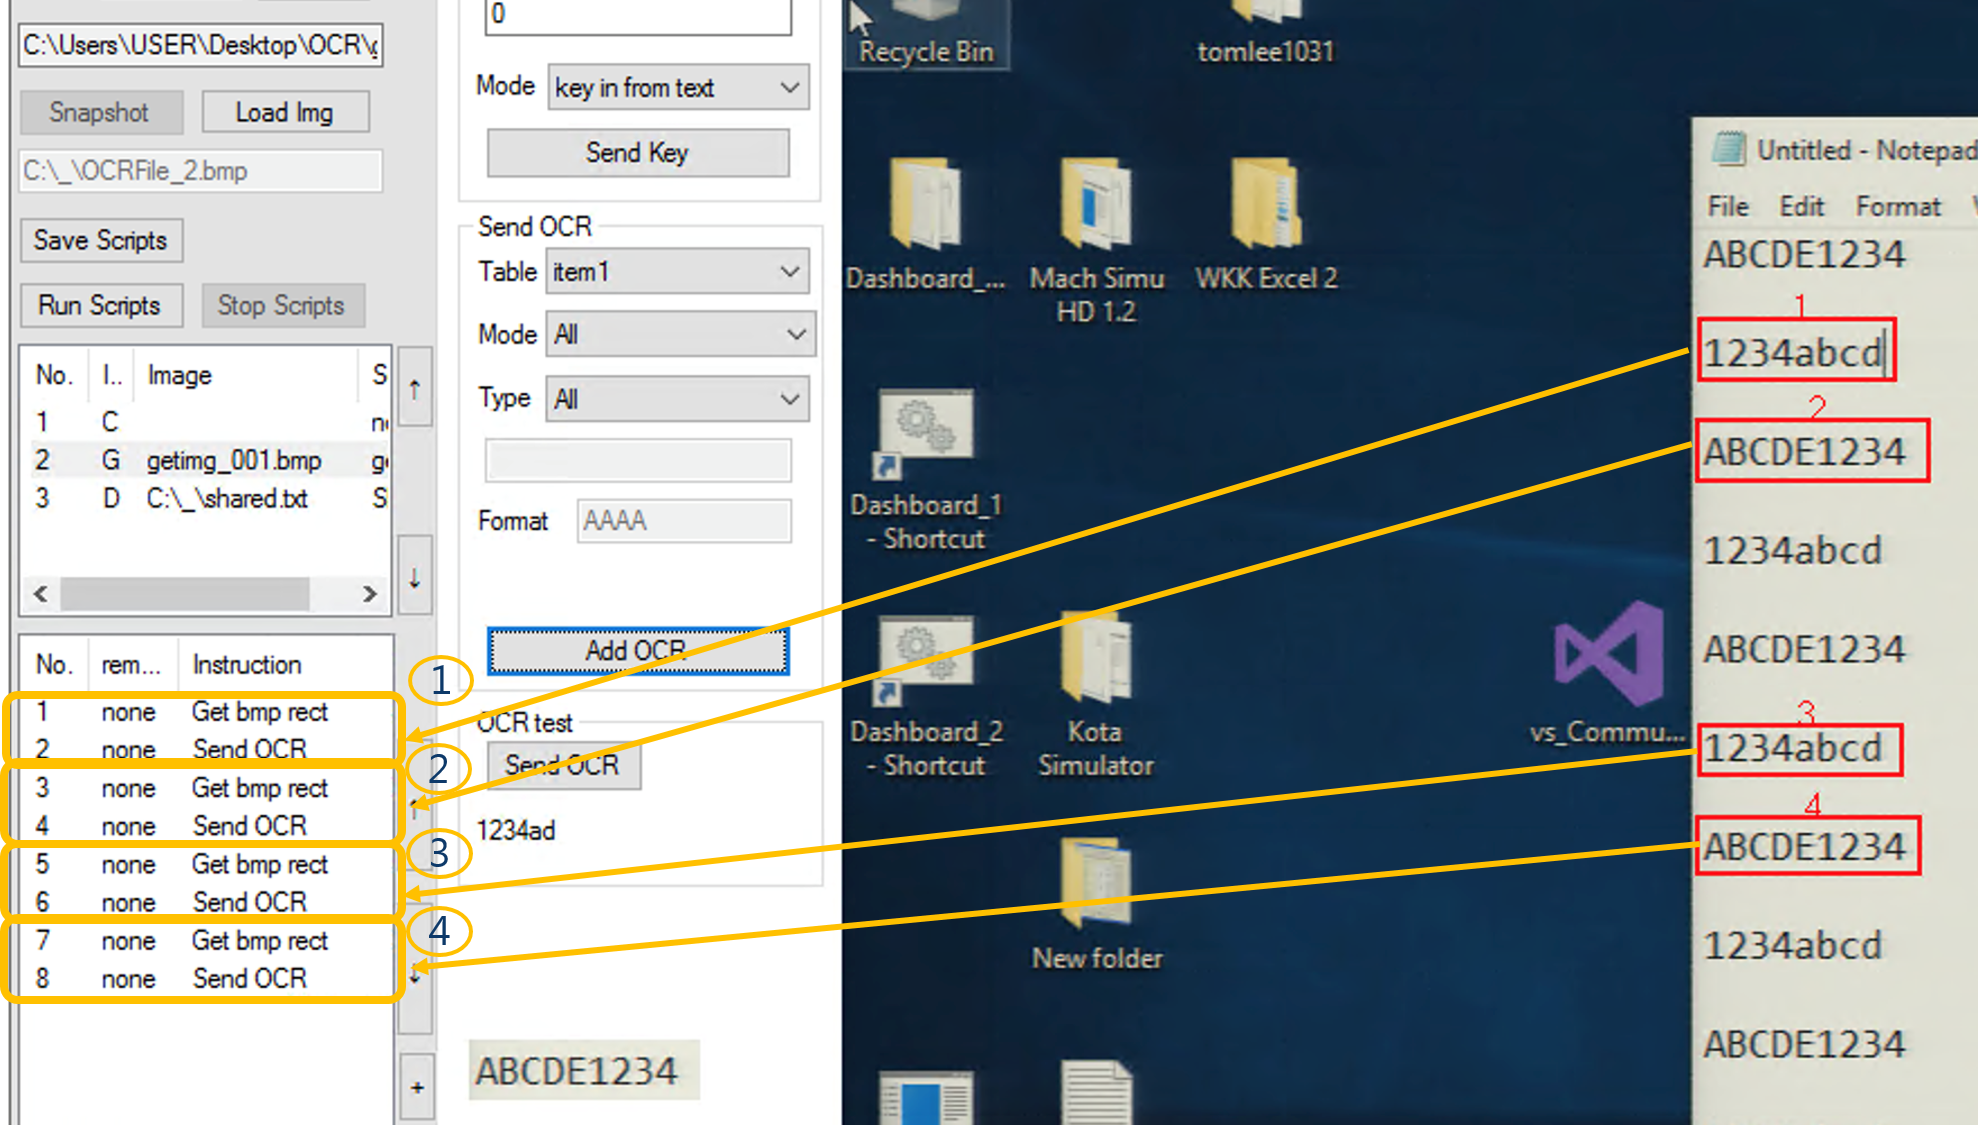 C:\Users\USER\Desktop\OCR\
Snapshot
Load Img
C:\_\OCRFile_2.bmp
Save Scripts
Run Scripts
Stop Scripts
No. I.. Image S
1 C
2 G getimg_001.bmp
3 D C:\_\shared.txt S
No. rem... Instruction
1 none Get bmp rect
2 none Send OCR
3 none Get bmp rect
4 none Send OCR
5 none Get bmp rect
6 none Send OCR
7 none Get bmp rect
8 none Send OCR
1
2
3
4
+
0
Mode key in from text
Send Key
Send OCR
Table item1
Mode All
Type All
Format AAAA
Add OCR
OCR test
Send OCR
1234ad
ABCDE1234
Recycle Bin
tomlee1031
Dashboard_...
Mach Simu
HD 1.2
WKK Excel 2
Dashboard_1
- Shortcut
Dashboard_2
- Shortcut
Kota
Simulator
vs_Commu...
New folder
Untitled - Notepad
File Edit Format
ABCDE1234
1
1234abcd
2
ABCDE1234
1234abcd
ABCDE1234
3
1234abcd
4
ABCDE1234
1234abcd
ABCDE1234